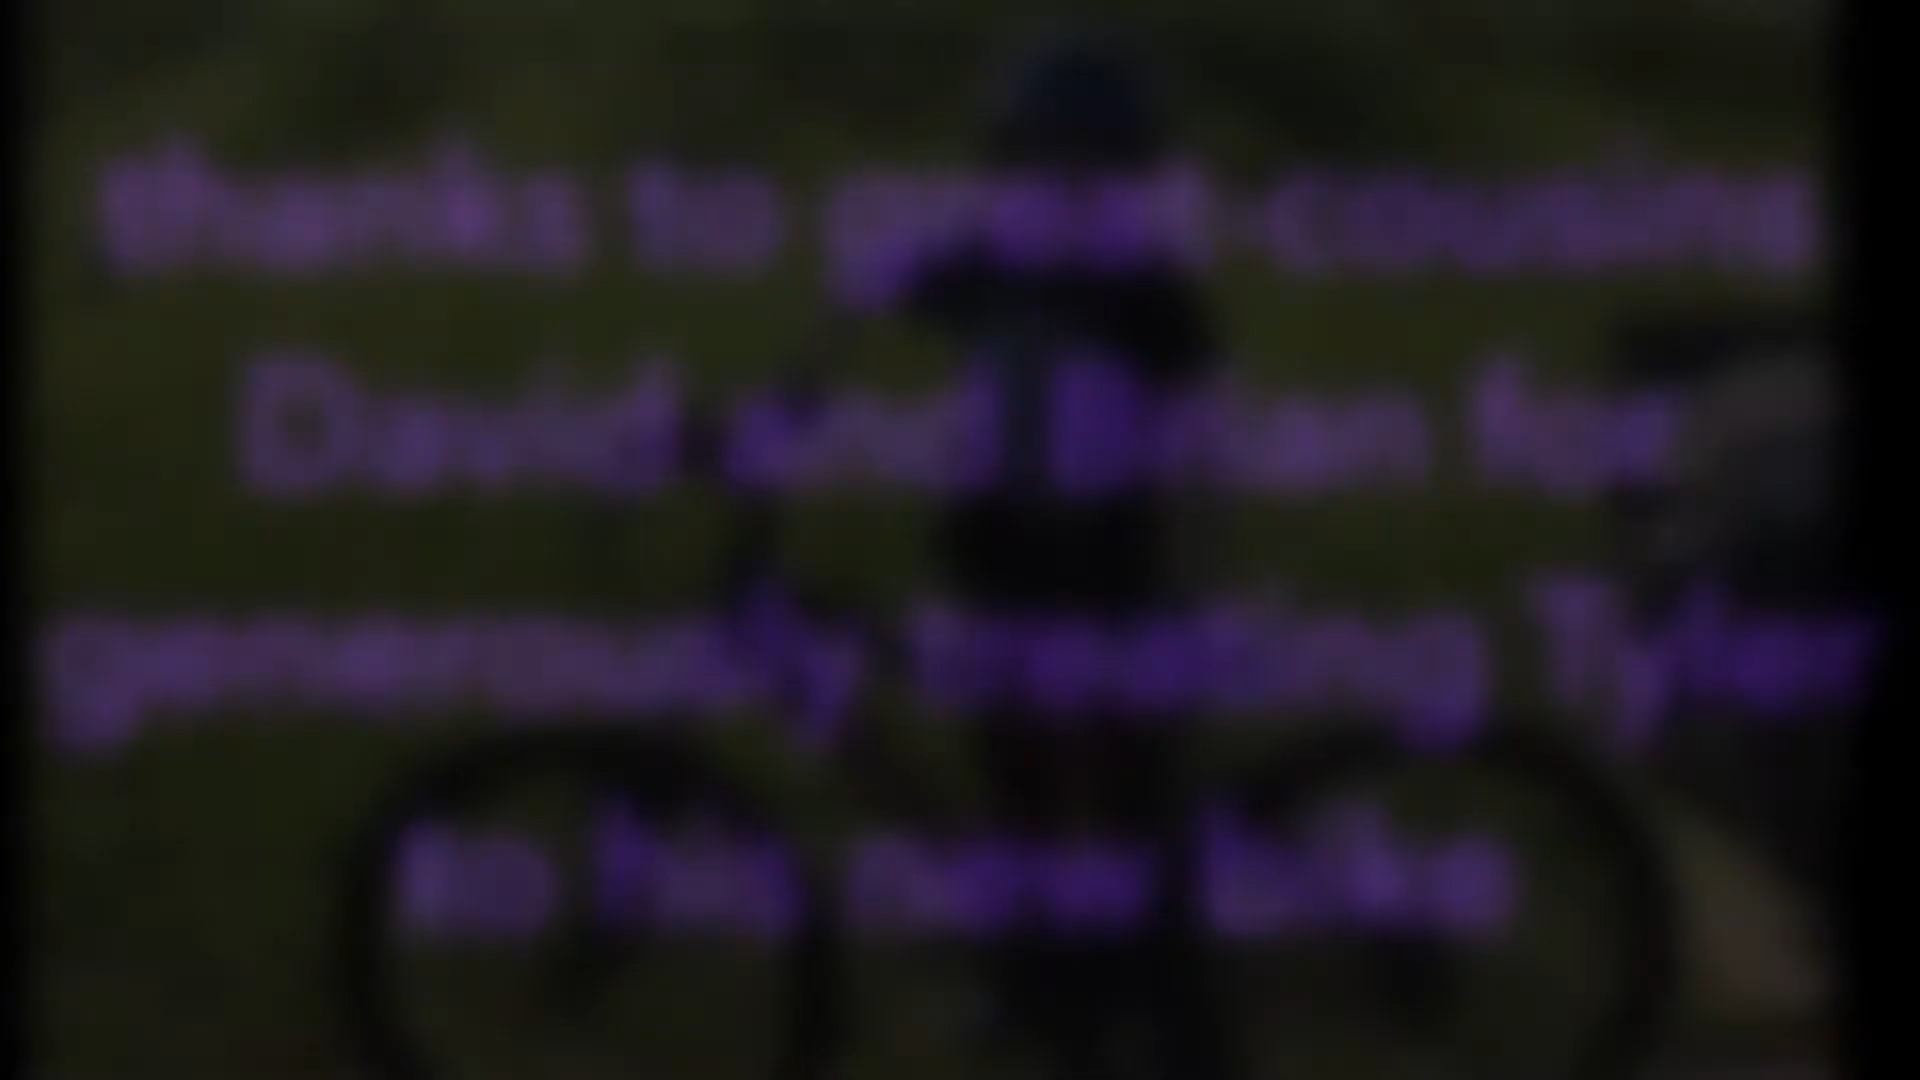 thanks to great-cousins
David and Brian for
generously treating Tyler
to his new bike